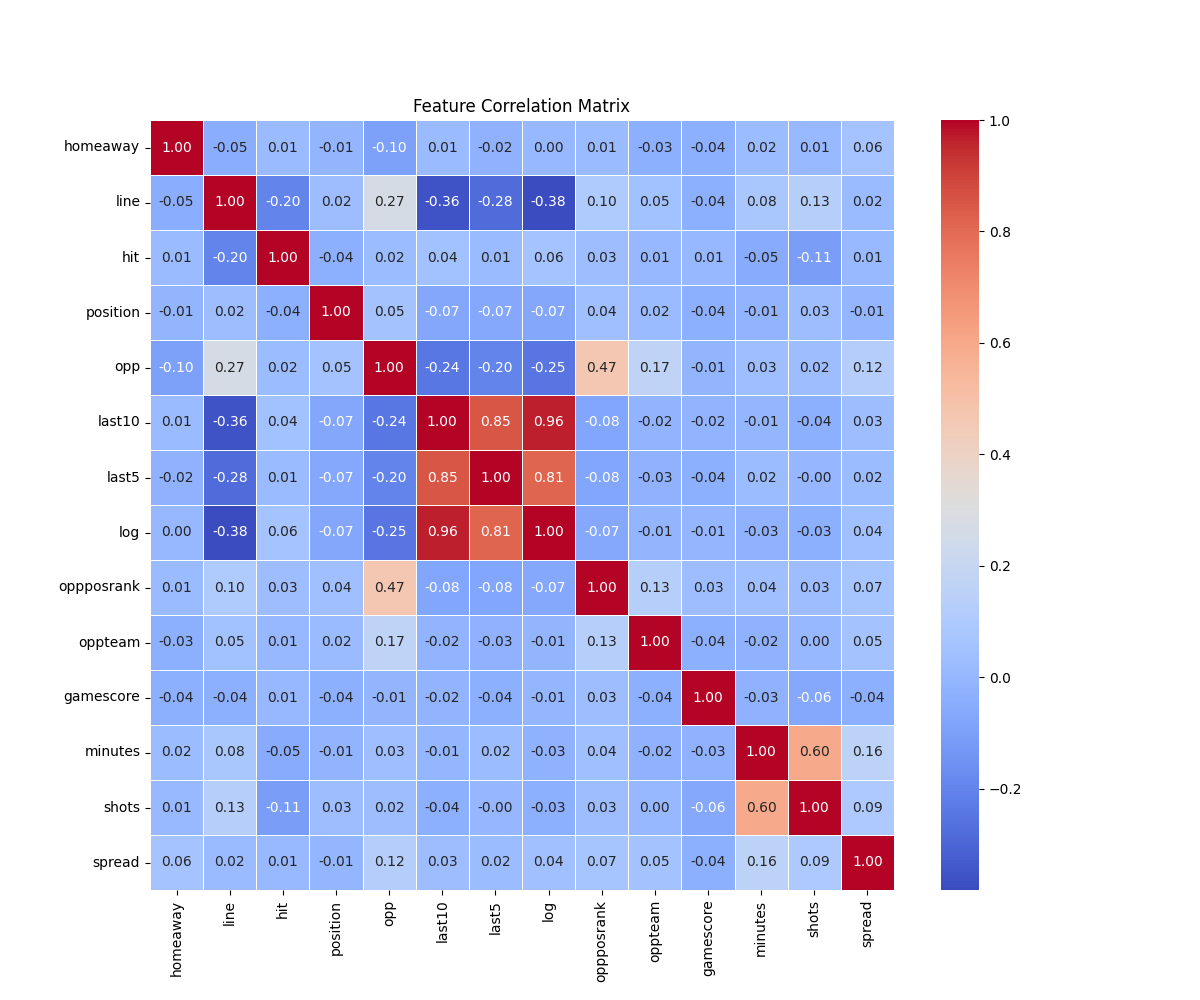 Feature Correlation Matrix
homeaway 1.00 -0.05 0.01 -0.01 -0.10 0.01 -0.02 0.00 0.01 -0.03 -0.04 0.02 0.01 0.06
line -0.05 1.00 -0.20 0.02 0.27 -0.36 -0.28 -0.38 0.10 0.05 -0.04 0.08 0.13 0.02
hit 0.01 -0.20 1.00 -0.04 0.02 0.04 0.01 0.06 0.03 0.01 0.01 -0.05 -0.11 0.01
position -0.01 0.02 -0.04 1.00 0.05 -0.07 -0.07 -0.07 0.04 0.02 -0.04 -0.01 0.03 -0.01
opp -0.10 0.27 0.02 0.05 1.00 -0.24 -0.20 -0.25 0.47 0.17 -0.01 0.03 0.02 0.12
last10 0.01 -0.36 0.04 -0.07 -0.24 1.00 0.85 0.96 -0.08 -0.02 -0.02 -0.01 -0.04 0.03
last5 -0.02 -0.28 0.01 -0.07 -0.20 0.85 1.00 0.81 -0.08 -0.03 -0.04 0.02 -0.00 0.02
log 0.00 -0.38 0.06 -0.07 -0.25 0.96 0.81 1.00 -0.07 -0.01 -0.01 -0.03 -0.03 0.04
oppposrank 0.01 0.10 0.03 0.04 0.47 -0.08 -0.08 -0.07 1.00 0.13 0.03 0.04 0.03 0.07
oppteam -0.03 0.05 0.01 0.02 0.17 -0.02 -0.03 -0.01 0.13 1.00 -0.04 -0.02 0.00 0.05
gamescore -0.04 -0.04 0.01 -0.04 -0.01 -0.02 -0.04 -0.01 0.03 -0.04 1.00 -0.03 -0.06 -0.04
minutes 0.02 0.08 -0.05 -0.01 0.03 -0.01 0.02 -0.03 0.04 -0.02 -0.03 1.00 0.60 0.16
shots 0.01 0.13 -0.11 0.03 0.02 -0.04 -0.00 -0.03 0.03 0.00 -0.06 0.60 1.00 0.09
spread 0.06 0.02 0.01 -0.01 0.12 0.03 0.02 0.04 0.07 0.05 -0.04 0.16 0.09 1.00
homeaway line hit position opp last10 last5 log oppposrank oppteam gamescore minutes shots spread
1.0
0.8
0.6
0.4
0.2
0.0
−0.2